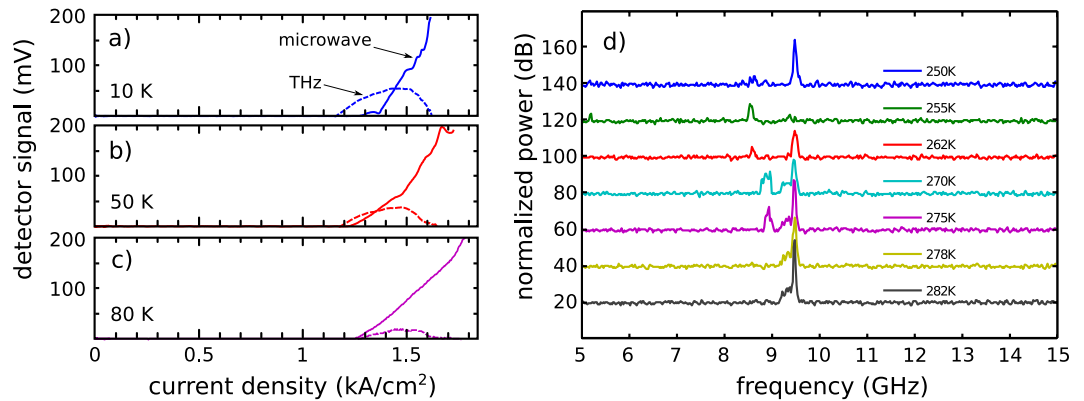 detector signal (mV)
200
a)
microwave
100
THz
10 K
200
b)
100
50 K
200
c)
100
80 K
0
0.5
1
1.5
current density (kA/cm²)
d)
normalized power (dB)
160
140
120
100
80
60
40
20
250K
255K
262K
270K
275K
278K
282K
5
6
7
8
9
10
11
12
13
14
15
frequency (GHz)